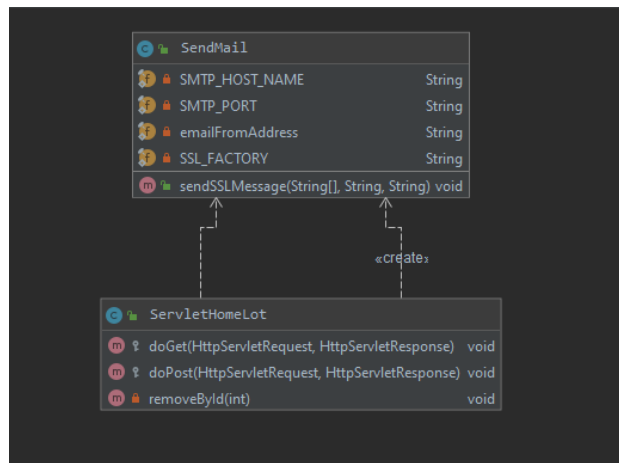 SendMail
SMTP_HOST_NAME String
SMTP_PORT String
emailFromAddress String
SSL_FACTORY String
sendSSLMessage(String[], String, String) void
«create»
ServletHomeLot
doGet(HttpServletRequest, HttpServletResponse) void
doPost(HttpServletRequest, HttpServletResponse) void
removeById(int) void